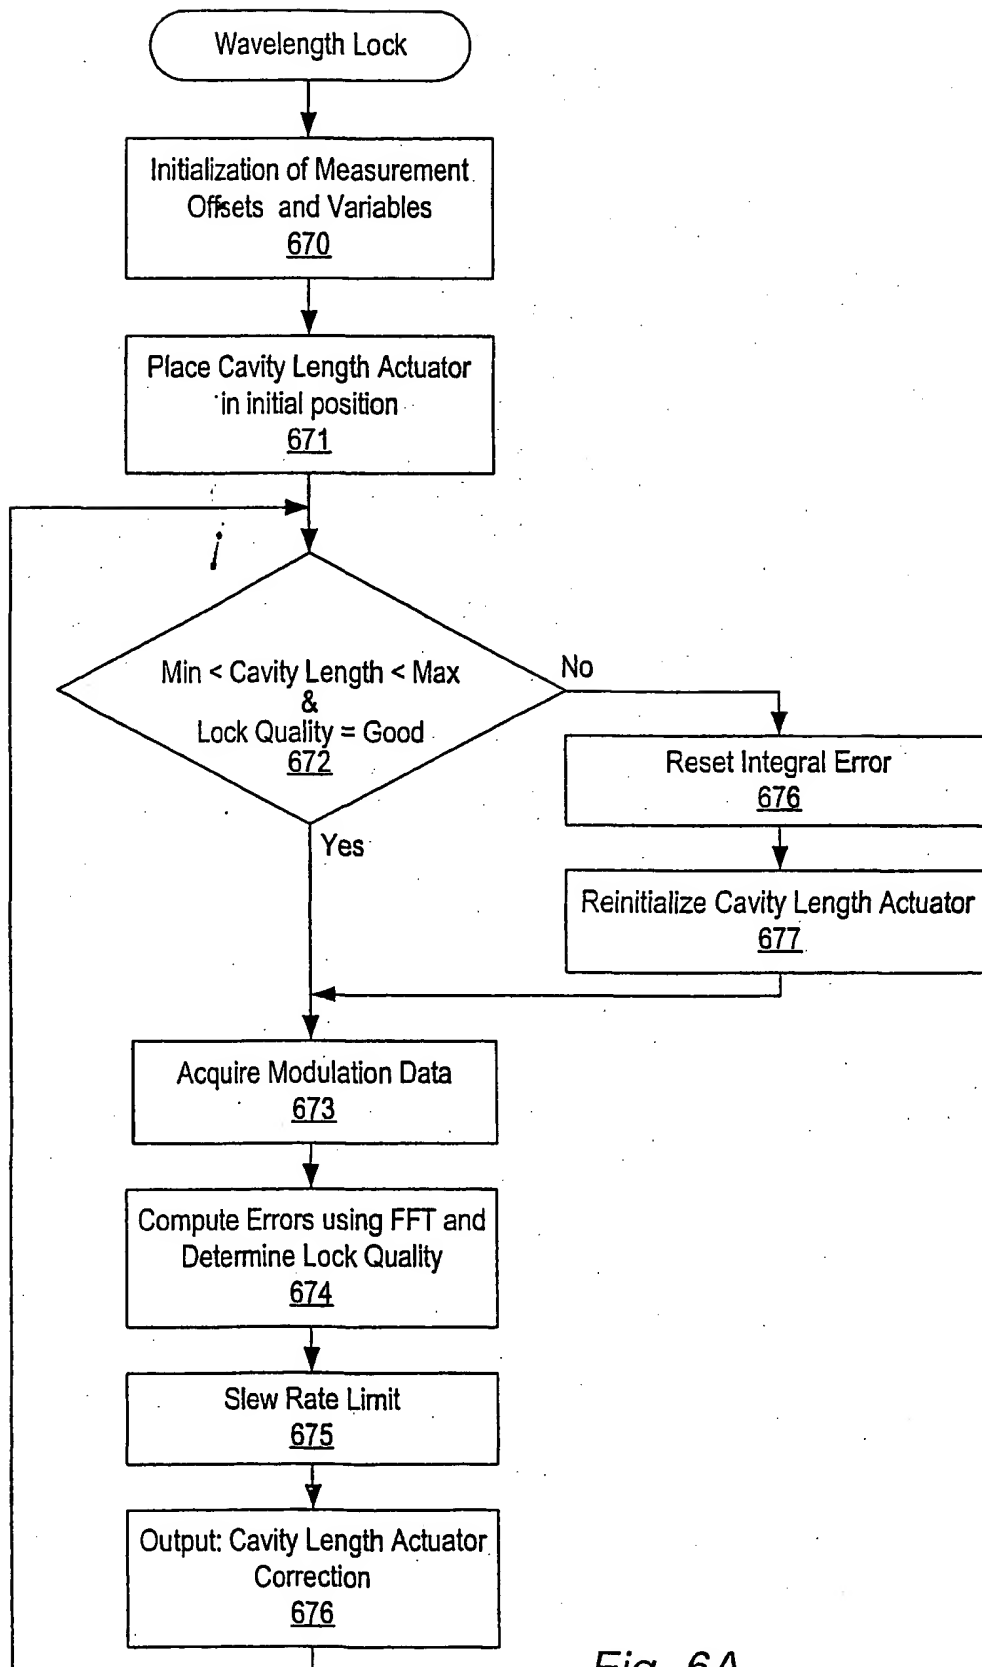 Wavelength Lock
Initialization of Measurement
Offsets and Variables
670
Place Cavity Length Actuator
in initial position
671
Min < Cavity Length < Max
&
Lock Quality = Good
672
No
Yes
Reset Integral Error
676
Reinitialize Cavity Length Actuator
677
Acquire Modulation Data
673
Compute Errors using FFT and
Determine Lock Quality
674
Slew Rate Limit
675
Output: Cavity Length Actuator
Correction
676
Fig. 6A